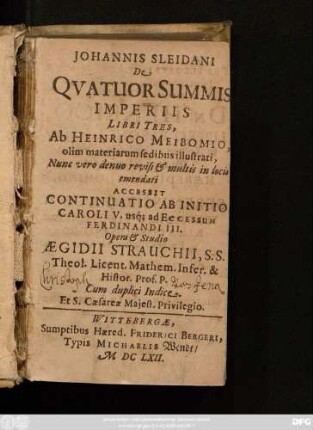 JOHANNIS SLEIDANI
De
QVATUOR SUMMIS
IMPERIIS
LIBRI TRES,
Ab HEINRICO MEIBOMIO,
olim materiarum sedibus illustrati,
Nunc vero denuo revisi & multis in locis
emendati
ACCESSIT
CONTINUATIO AB INITIO
CAROLI V. usq; ad EXCESSUM
FERDINANDI III.
Opera & Studio
ÆGIDII STRAUCHII, S.S.
Theol. Licent. Mathem. Infer. &
Histor. Prof. P.
Christoph
Cum duplici Indice.
Et S. Cæsareæ Majest. Privilegio.
WITTEBERGÆ,
Sumptibus Hæred. FRIDERICI BERGERI,
Typis MICHAELIS Wendt/
M DC LXII.